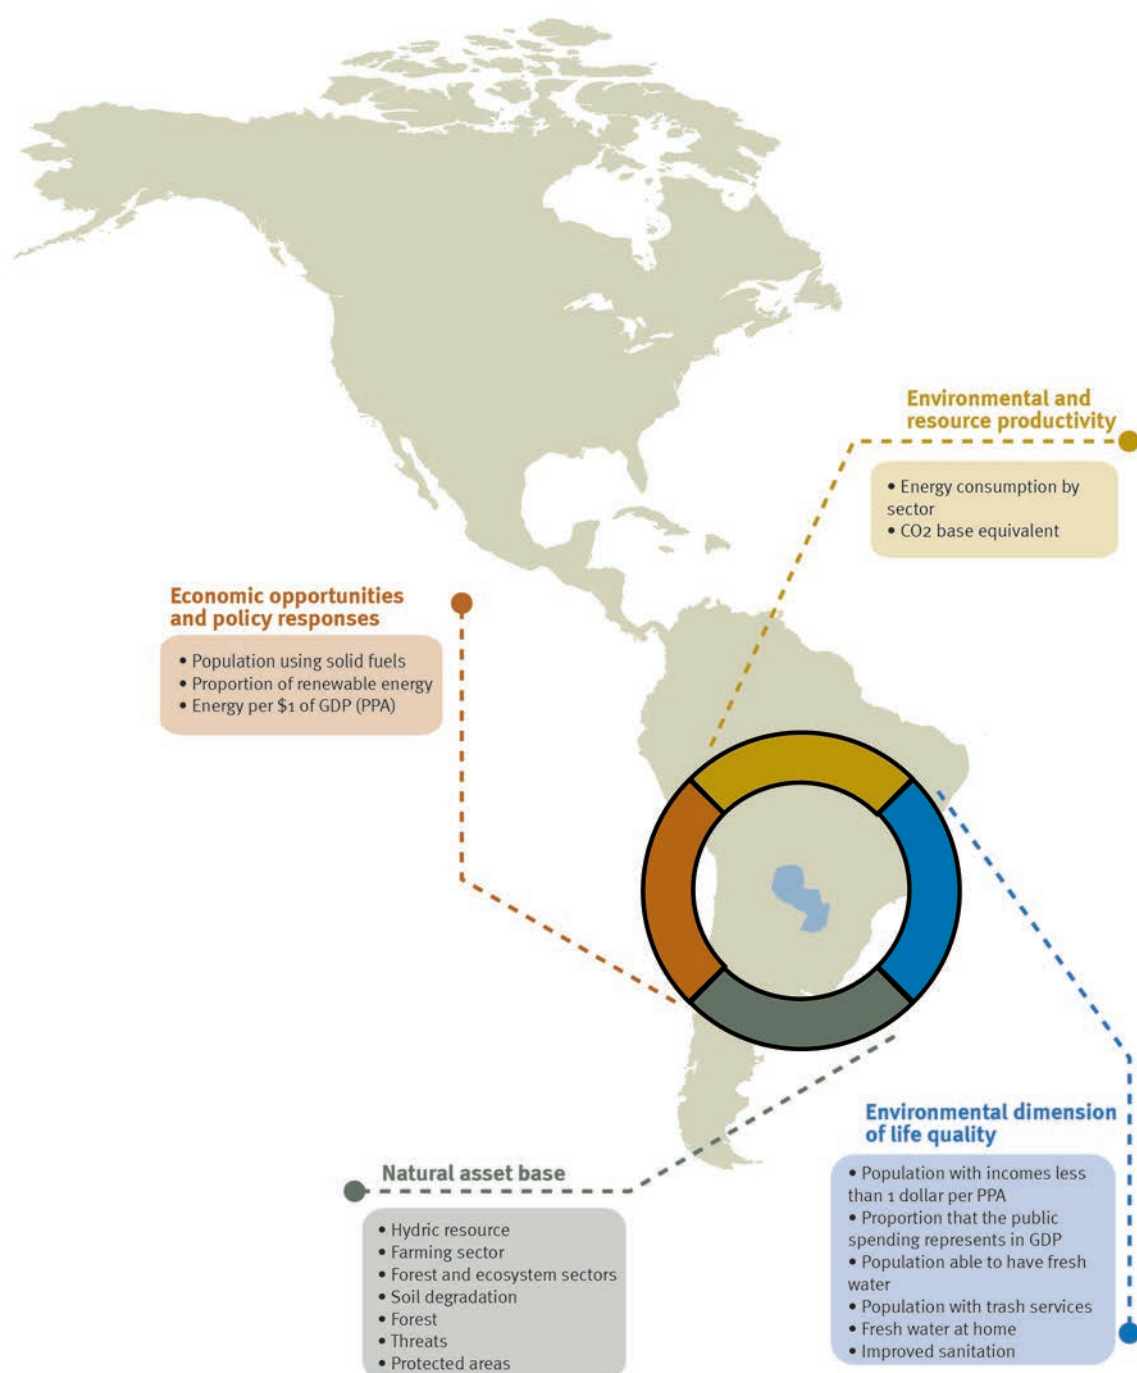 Environmental and
resource productivity
• Energy consumption by
sector
• CO2 base equivalent
Economic opportunities
and policy responses
• Population using solid fuels
• Proportion of renewable energy
• Energy per $1 of GDP (PPA)
Environmental dimension
of life quality
• Population with incomes less
than 1 dollar per PPA
• Proportion that the public
spending represents in GDP
• Population able to have fresh
water
• Population with trash services
• Fresh water at home
• Improved sanitation
Natural asset base
• Hydric resource
• Farming sector
• Forest and ecosystem sectors
• Soil degradation
• Forest
• Threats
• Protected areas